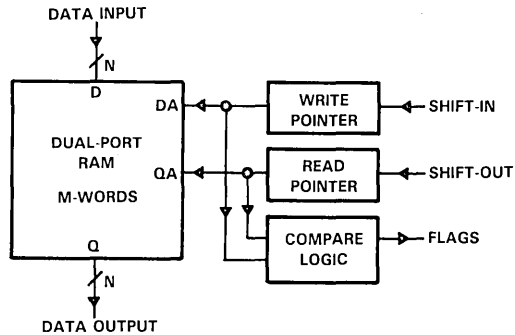 DATA INPUT
N
D
DA
WRITE
POINTER
SHIFT-IN
DUAL-PORT
RAM
M-WORDS
QA
READ
POINTER
SHIFT-OUT
COMPARE
LOGIC
FLAGS
Q
N
DATA OUTPUT